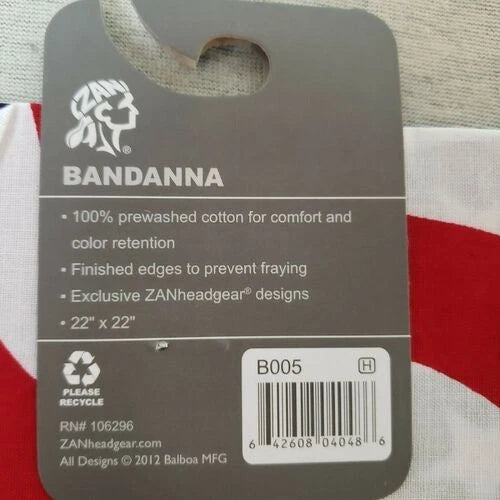 ZAN
®
BANDANNA
• 100% prewashed cotton for comfort and
color retention
• Finished edges to prevent fraying
• Exclusive ZANheadgear® designs
• 22" x 22"
PLEASE
RECYCLE
RN# 106296
ZANheadgear.com
All Designs © 2012 Balboa MFG
B005
H
6 42608 04048 6